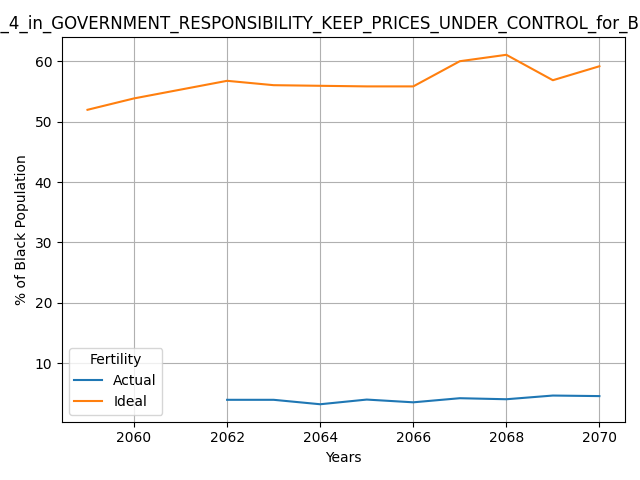 _4_in_GOVERNMENT_RESPONSIBILITY_KEEP_PRICES_UNDER_CONTROL_for_B
60
50
40
30
20
10
% of Black Population
Fertility
Actual
Ideal
2060 2062 2064 2066 2068 2070
Years